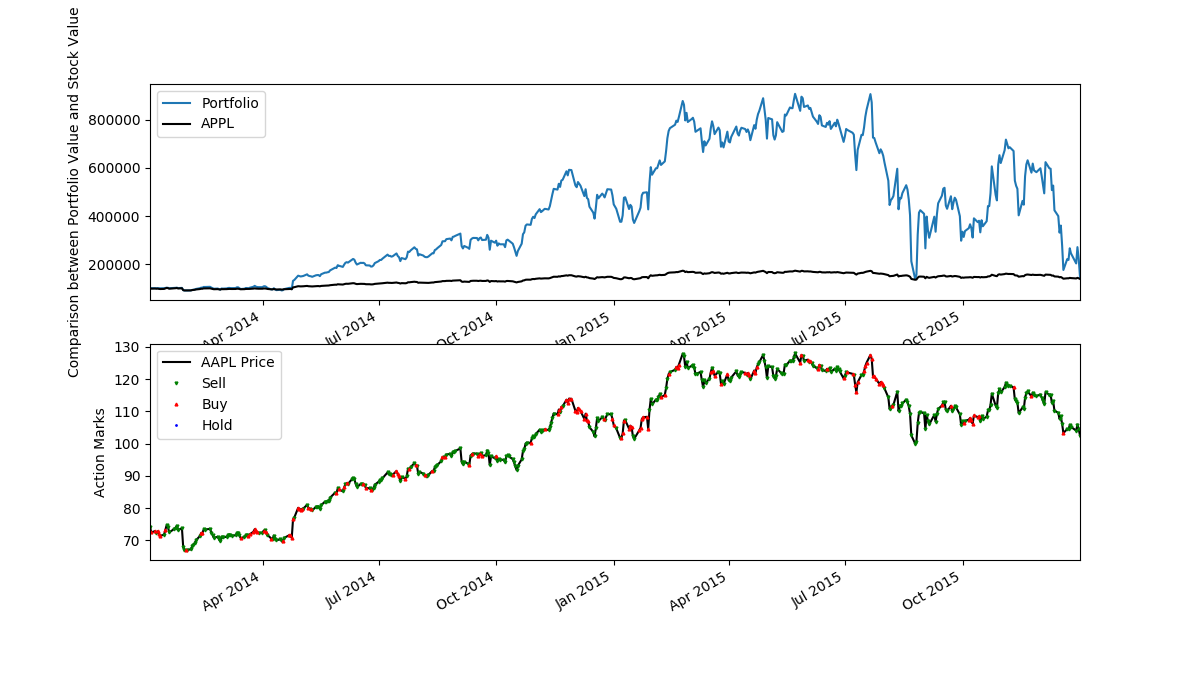 Comparison between Portfolio Value and Stock Value
Portfolio
APPL
800000
600000
400000
200000
Apr 2014
Jul 2014
Oct 2014
Jan 2015
Apr 2015
Jul 2015
Oct 2015
Action Marks
AAPL Price
Sell
Buy
Hold
130
120
110
100
90
80
70
Apr 2014
Jul 2014
Oct 2014
Jan 2015
Apr 2015
Jul 2015
Oct 2015